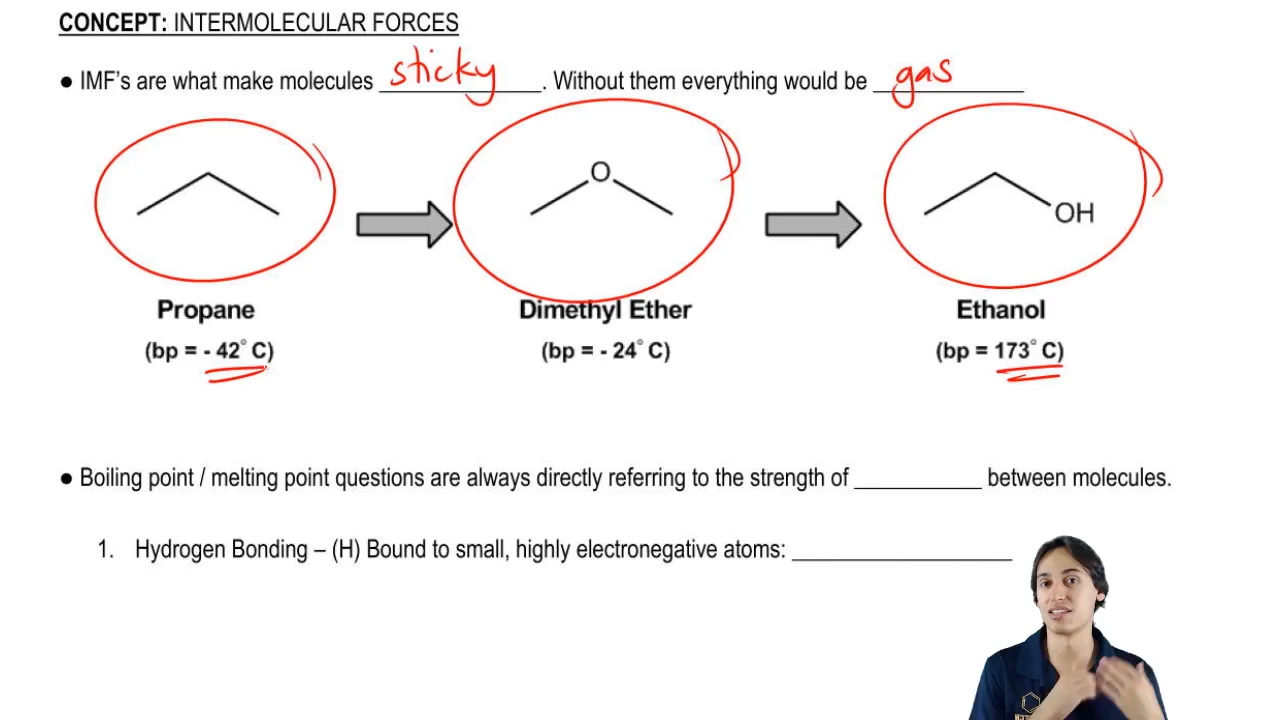 CONCEPT: INTERMOLECULAR FORCES
● IMF's are what make molecules sticky. Without them everything would be gas
O
OH
Propane
Dimethyl Ether
Ethanol
(bp = - 42° C)
(bp = - 24° C)
(bp = 173° C)
● Boiling point / melting point questions are always directly referring to the strength of __________ between molecules.
1. Hydrogen Bonding – (H) Bound to small, highly electronegative atoms: __________________